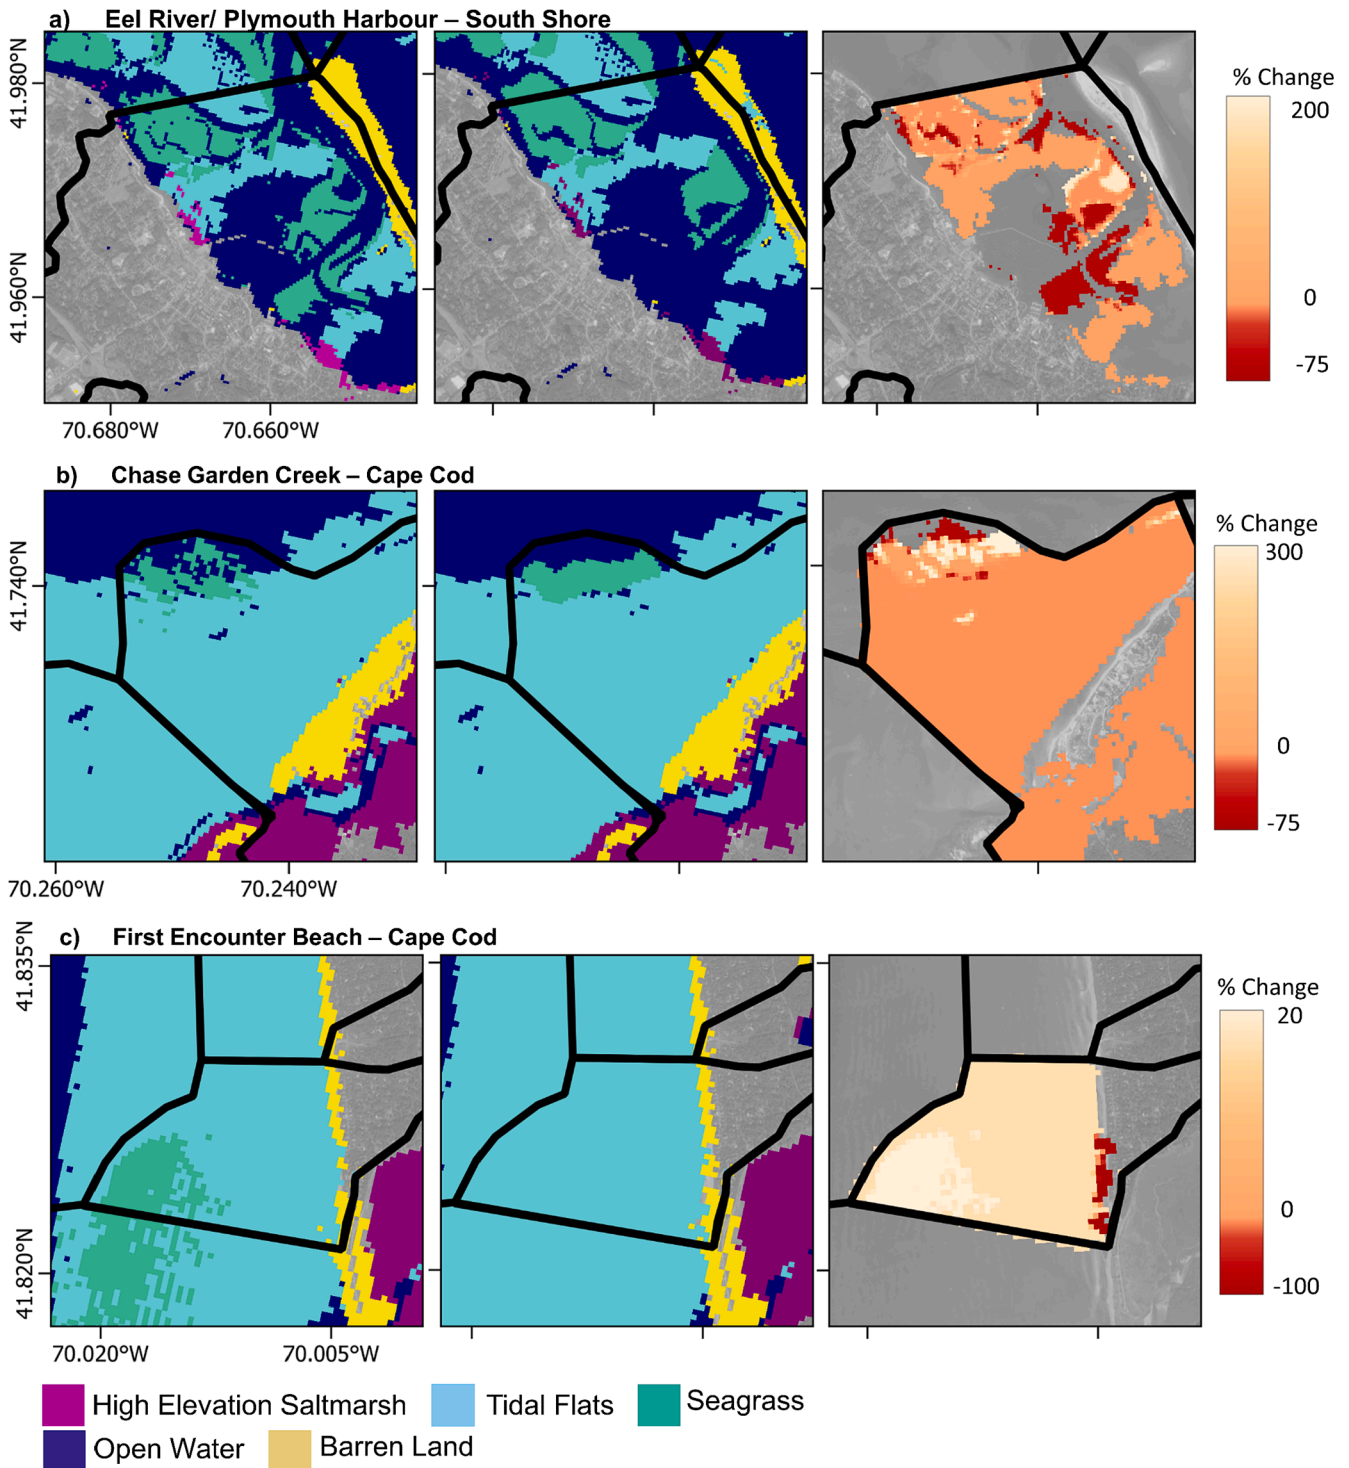 a) Eel River/ Plymouth Harbour – South Shore
41.980°N
41.960°N
70.680°W 70.660°W
% Change
200
0
-75
b) Chase Garden Creek – Cape Cod
41.740°N
70.260°W 70.240°W
% Change
300
0
-75
c) First Encounter Beach – Cape Cod
41.835°N
41.820°N
70.020°W 70.005°W
% Change
20
0
-100
High Elevation Saltmarsh Tidal Flats Seagrass
Open Water Barren Land